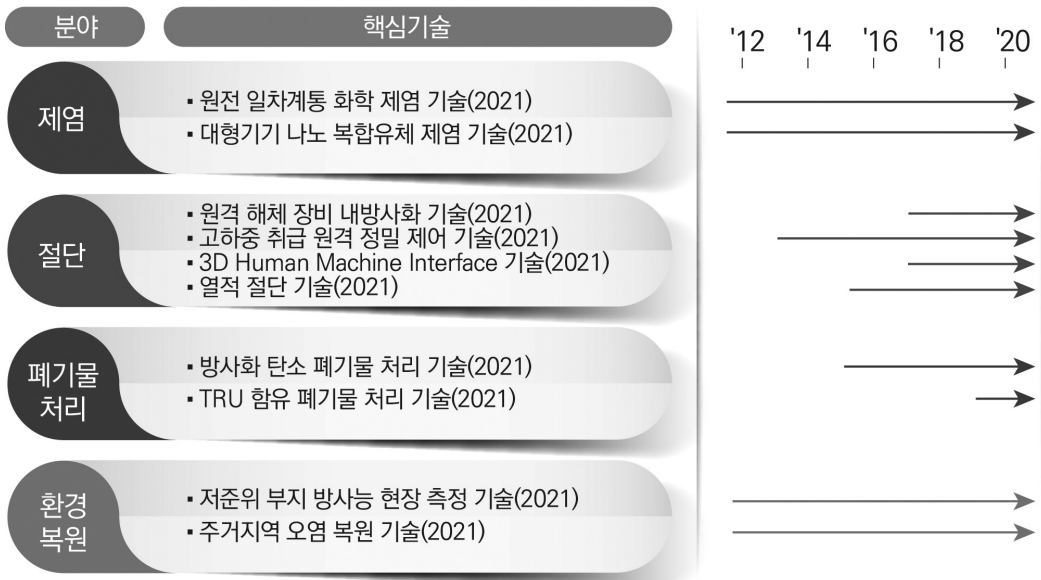 분야 핵심기술
'12 '14 '16 '18 '20
제염
▪ 원전 일차계통 화학 제염 기술(2021)
▪ 대형기기 나노 복합유체 제염 기술(2021)
절단
▪ 원격 해체 장비 내방사화 기술(2021)
▪ 고하중 취급 원격 정밀 제어 기술(2021)
▪ 3D Human Machine Interface 기술(2021)
▪ 열적 절단 기술(2021)
폐기물
처리
▪ 방사화 탄소 폐기물 처리 기술(2021)
▪ TRU 함유 폐기물 처리 기술(2021)
환경
복원
▪ 저준위 부지 방사능 현장 측정 기술(2021)
▪ 주거지역 오염 복원 기술(2021)